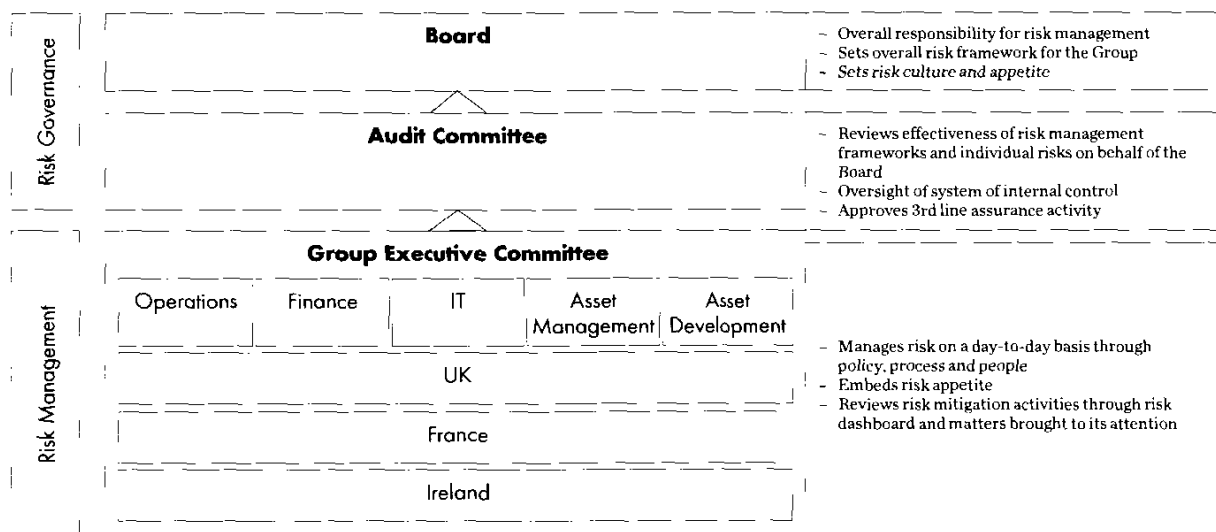 Risk Governance
Board
– Overall responsibility for risk management
– Sets overall risk framework for the Group
– Sets risk culture and appetite
Audit Committee
– Reviews effectiveness of risk management
frameworks and individual risks on behalf of the
Board
– Oversight of system of internal control
– Approves 3rd line assurance activity
Risk Management
Group Executive Committee
Operations
Finance
IT
Asset
Management
Asset
Development
UK
France
Ireland
– Manages risk on a day-to-day basis through
policy, process and people
– Embeds risk appetite
– Reviews risk mitigation activities through risk
dashboard and matters brought to its attention